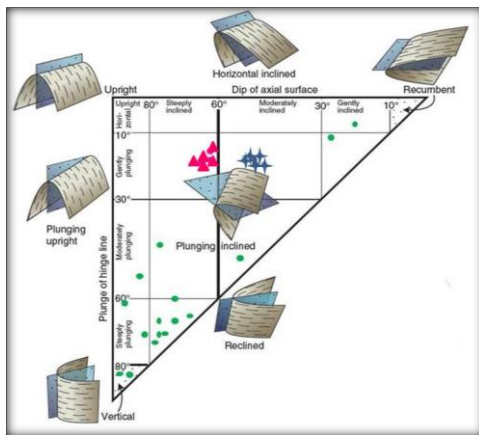 Horizontal inclined
Upright
Dip of axial surface
Recumbent
Upright
80°
Steeply
inclined
60°
Moderately
inclined
30°
Gently
inclined
10°
Hori-
zontal
10°
Gently
plunging
30°
Plunging
upright
Plunge of hinge line
Moderately
plunging
Plunging inclined
60°
Steeply
plunging
Reclined
80°
Vertical